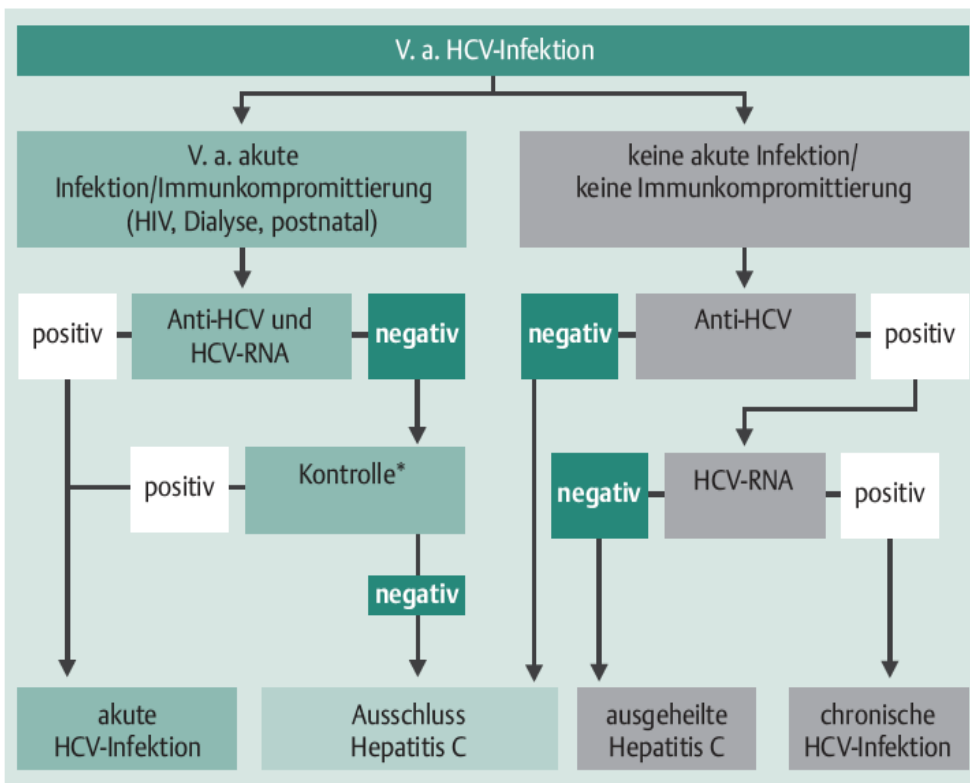 V. a. HCV-Infektion
V. a. akute
Infektion/Immunkompromittierung
(HIV, Dialyse, postnatal)
keine akute Infektion/
keine Immunkompromittierung
positiv
Anti-HCV und
HCV-RNA
negativ
negativ
Anti-HCV
positiv
positiv
Kontrolle*
negativ
HCV-RNA
positiv
negativ
akute
HCV-Infektion
Ausschluss
Hepatitis C
ausgeheilte
Hepatitis C
chronische
HCV-Infektion